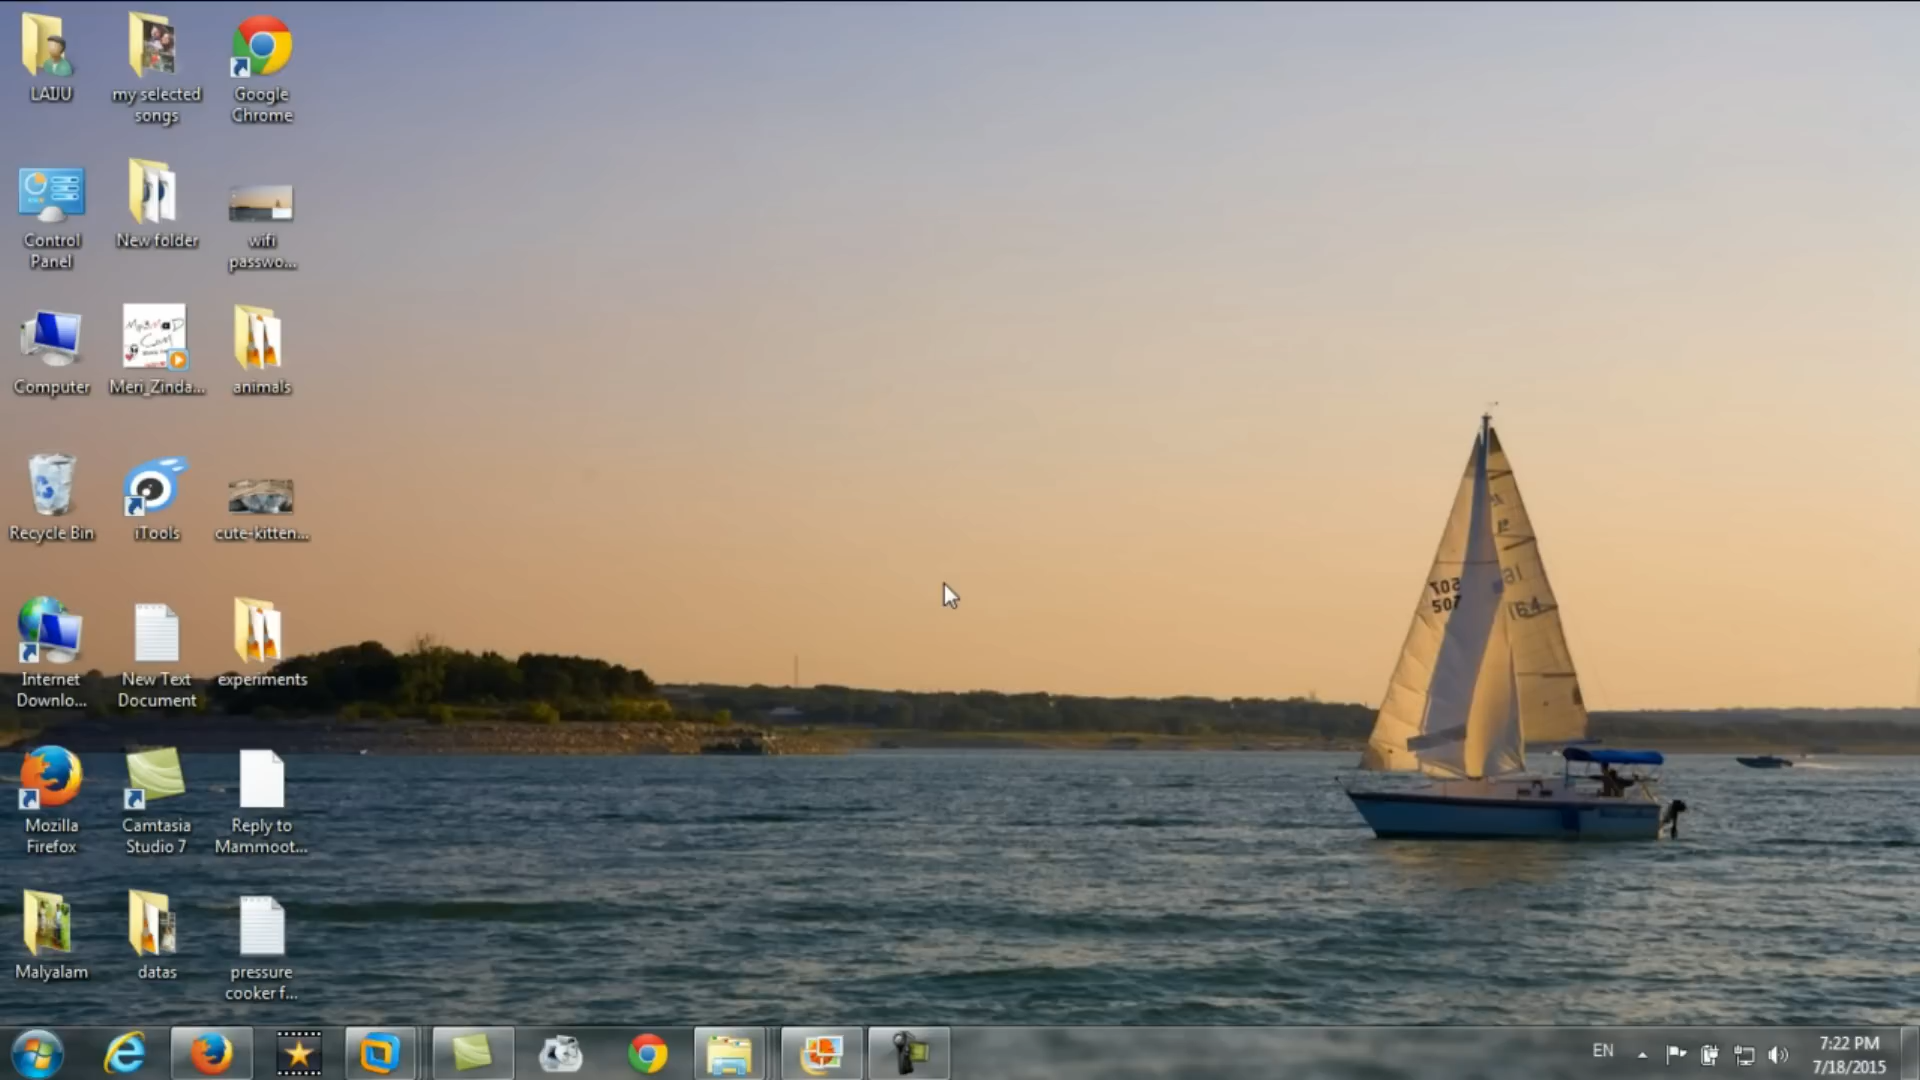 LAIJU
my selected
songs
Google
Chrome
Control
Panel
New folder
wifi
passwo...
Computer
Meri_Zinda...
animals
Recycle Bin
iTools
cute-kitten...
Internet
Downlo...
New Text
Document
experiments
Mozilla
Firefox
Camtasia
Studio 7
Reply to
Mammoot...
Malyalam
datas
pressure
cooker f...
507
164
EN
7:22 PM
7/18/2015